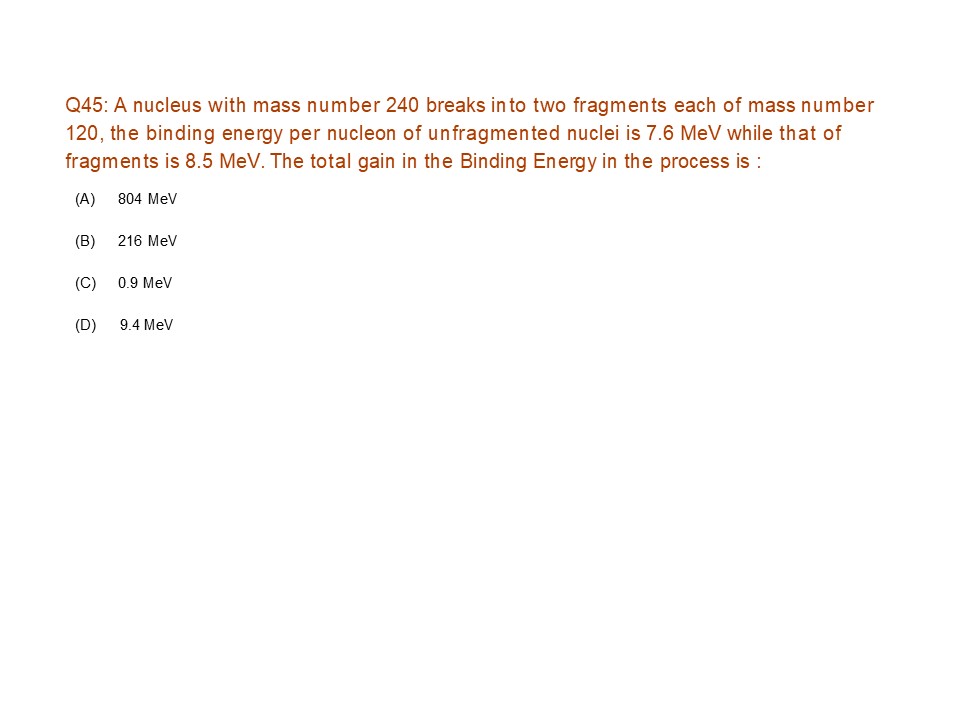 Q45: A nucleus with mass number 240 breaks into two fragments each of mass number
120, the binding energy per nucleon of unfragmented nuclei is 7.6 MeV while that of
fragments is 8.5 MeV. The total gain in the Binding Energy in the process is :
(A) 804 MeV
(B) 216 MeV
(C) 0.9 MeV
(D) 9.4 MeV